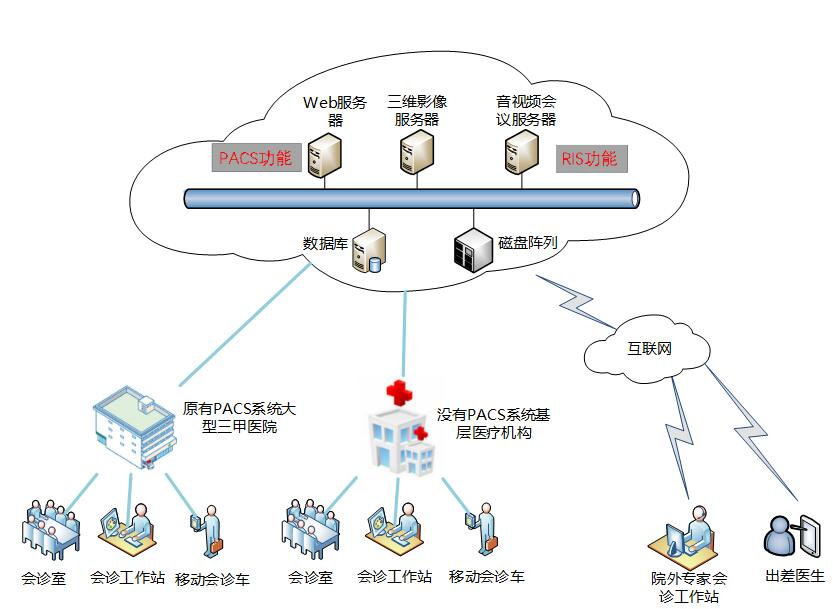 Web服务
器
三维影像
服务器
音视频会
议服务器
PACS功能
RIS功能
数据库
磁盘阵列
互联网
原有PACS系统大
型三甲医院
没有PACS系统基
层医疗机构
会诊室
会诊工作站
移动会诊车
会诊室
会诊工作站
移动会诊车
院外专家会
诊工作站
出差医生